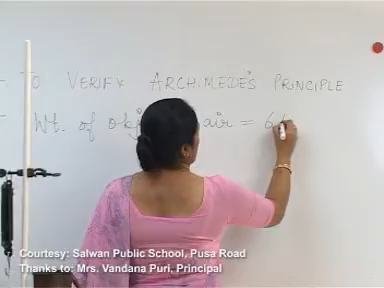 - TO VERIFY ARCHIMEDE'S PRINCIPLE
Wt. of air = 6
Courtesy: Salwan Public School, Pusa Road
Thanks to: Mrs. Vandana Puri, Principal